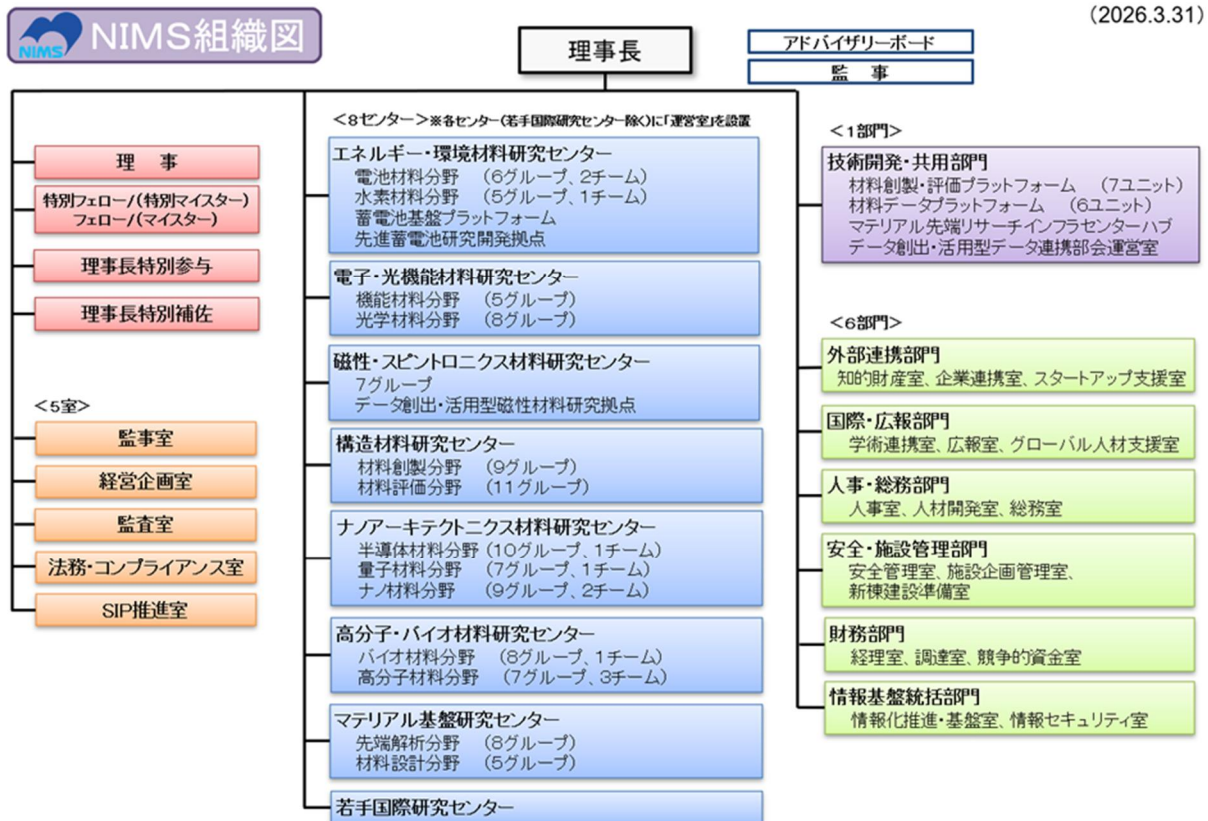 (2026.3.31)
NIMS
NIMS組織図
理事長
アドバイザリーボード
監 事
理 事
特別フェロー/(特別マイスター)
フェロー/(マイスター)
理事長特別参与
理事長特別補佐
<5室>
監事室
経営企画室
監査室
法務・コンプライアンス室
SIP推進室
<8センター>※各センター(若手国際研究センター除く)に「運営室」を設置
エネルギー・環境材料研究センター
電池材料分野 (6グループ、2チーム)
水素材料分野 (5グループ、1チーム)
蓄電池基盤プラットフォーム
先進蓄電池研究開発拠点
電子・光機能材料研究センター
機能材料分野 (5グループ)
光学材料分野 (8グループ)
磁性・スピントロニクス材料研究センター
7グループ
データ創出・活用型磁性材料研究拠点
構造材料研究センター
材料創製分野 (9グループ)
材料評価分野 (11グループ)
ナノアーキテクトニクス材料研究センター
半導体材料分野(10グループ、1チーム)
量子材料分野 (7グループ、1チーム)
ナノ材料分野 (9グループ、2チーム)
高分子・バイオ材料研究センター
バイオ材料分野 (8グループ、1チーム)
高分子材料分野 (7グループ、3チーム)
マテリアル基盤研究センター
先端解析分野 (8グループ)
材料設計分野 (5グループ)
若手国際研究センター
<1部門>
技術開発・共用部門
材料創製・評価プラットフォーム (7ユニット)
材料データプラットフォーム (6ユニット)
マテリアル先端リサーチインフラセンターハブ
データ創出・活用型データ連携部会運営室
<6部門>
外部連携部門
知的財産室、企業連携室、スタートアップ支援室
国際・広報部門
学術連携室、広報室、グローバル人材支援室
人事・総務部門
人事室、人材開発室、総務室
安全・施設管理部門
安全管理室、施設企画管理室、
新棟建設準備室
財務部門
経理室、調達室、競争的資金室
情報基盤統括部門
情報化推進・基盤室、情報セキュリティ室